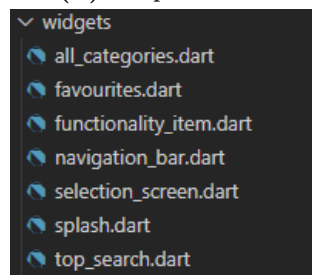 widgets
all_categories.dart
favourites.dart
functionality_item.dart
navigation_bar.dart
selection_screen.dart
splash.dart
top_search.dart